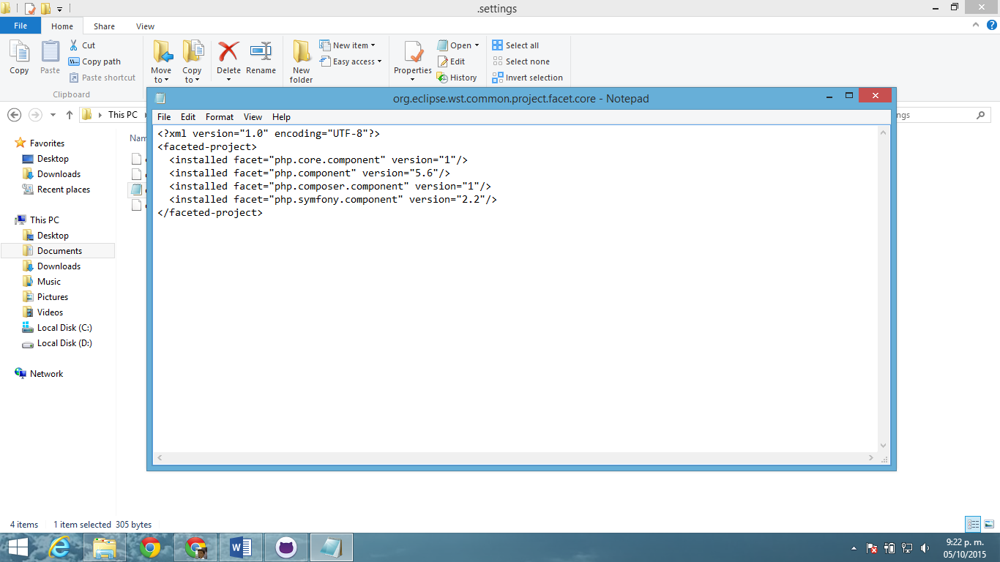 .settings
File Home Share View
Copy
Paste
Cut
Copy path
Paste shortcut
Clipboard
Move to
Copy to
Delete
Rename
New folder
New item
Easy access
Properties
Open
Edit
History
Select all
Select none
Invert selection
This PC
org.eclipse.wst.common.project.facet.core - Notepad
File Edit Format View Help
<?xml version="1.0" encoding="UTF-8"?>
<faceted-project>
  <installed facet="php.core.component" version="1"/>
  <installed facet="php.component" version="5.6"/>
  <installed facet="php.composer.component" version="1"/>
  <installed facet="php.symfony.component" version="2.2"/>
</faceted-project>
Favorites
Desktop
Downloads
Recent places
This PC
Desktop
Documents
Downloads
Music
Pictures
Videos
Local Disk (C:)
Local Disk (D:)
Network
4 items 1 item selected 305 bytes
9:22 p. m.
05/10/2015